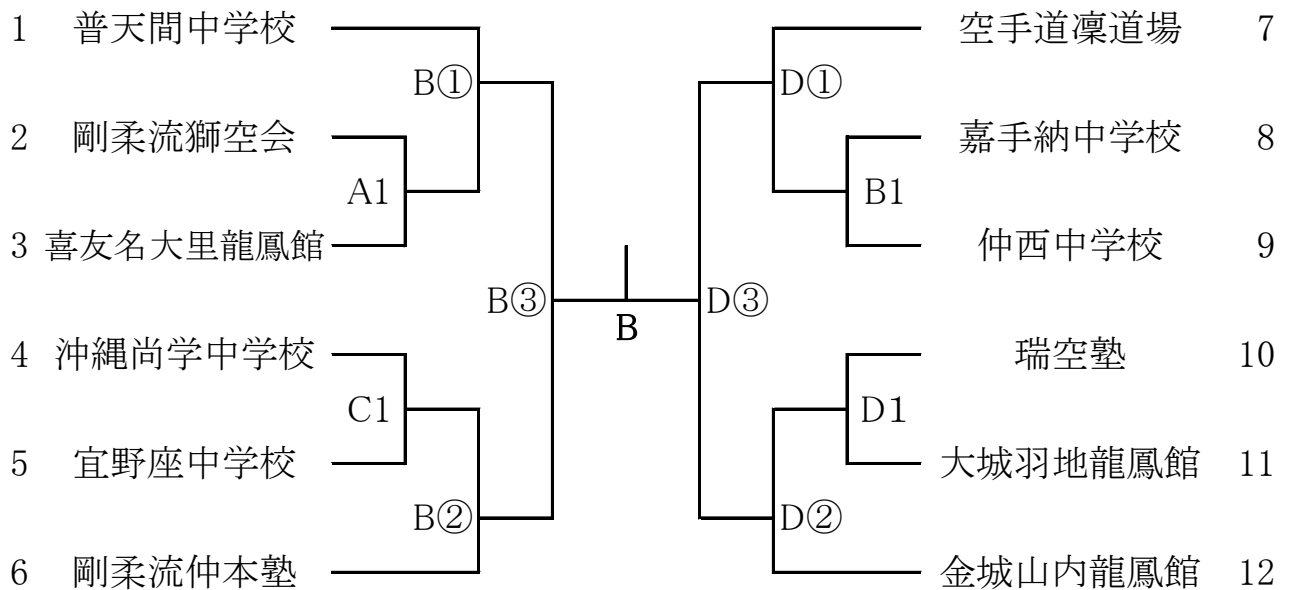 1 普天間中学校
空手道凜道場 7
B①
D①
2 剛柔流獅空会
嘉手納中学校 8
A1
B1
3 喜友名大里龍鳳館
仲西中学校 9
B③
D③
B
4 沖縄尚学中学校
瑞空塾 10
C1
D1
5 宜野座中学校
大城羽地龍鳳館 11
B②
D②
6 剛柔流仲本塾
金城山内龍鳳館 12